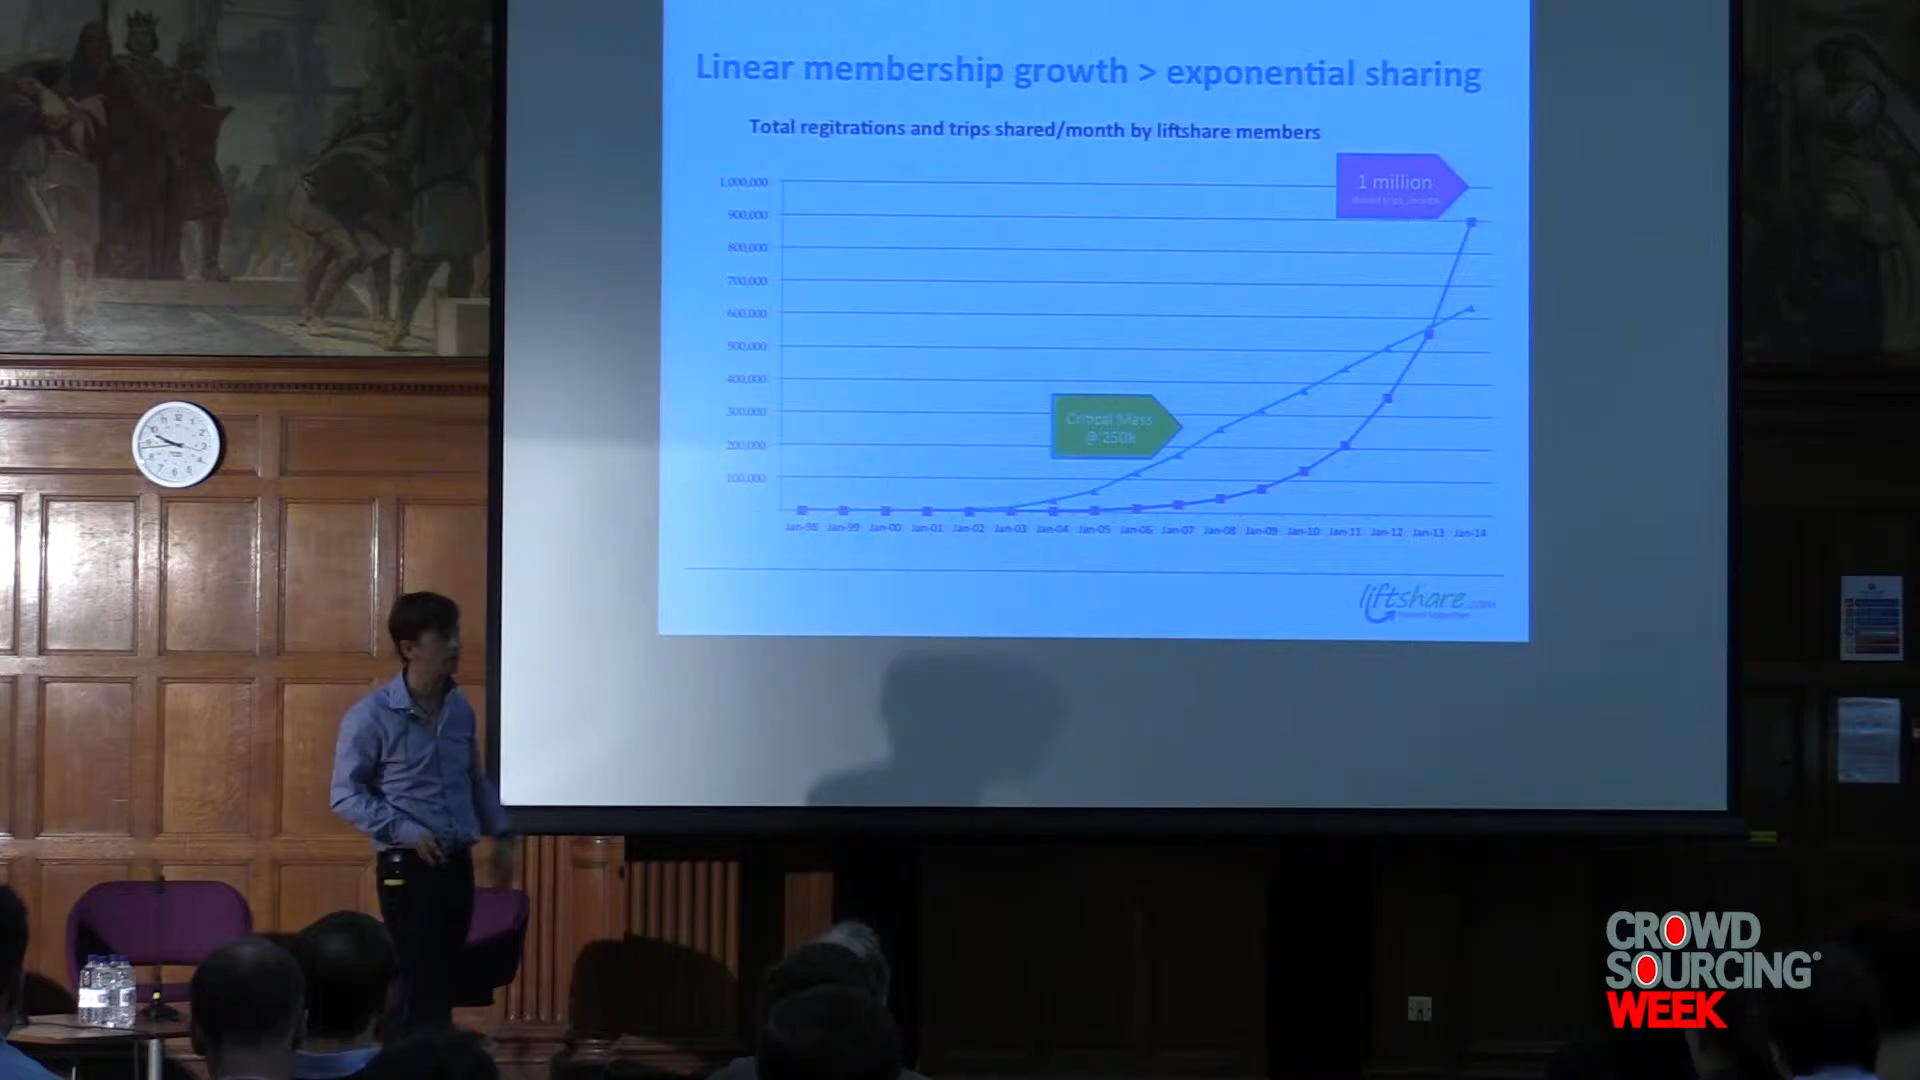 Linear membership growth > exponential sharing
Total regitrations and trips shared/month by liftshare members
1 million
shared trips /month
1,000,000
900,000
800,000
700,000
600,000
500,000
400,000
300,000
200,000
100,000
Critical Mass
@ 250k
Jan-98 Jan-99 Jan-00 Jan-01 Jan-02 Jan-03 Jan-04 Jan-05 Jan-06 Jan-07 Jan-08 Jan-09 Jan-10 Jan-11 Jan-12 Jan-13 Jan-14
liftshare.com
CROWD
SOURCING®
WEEK